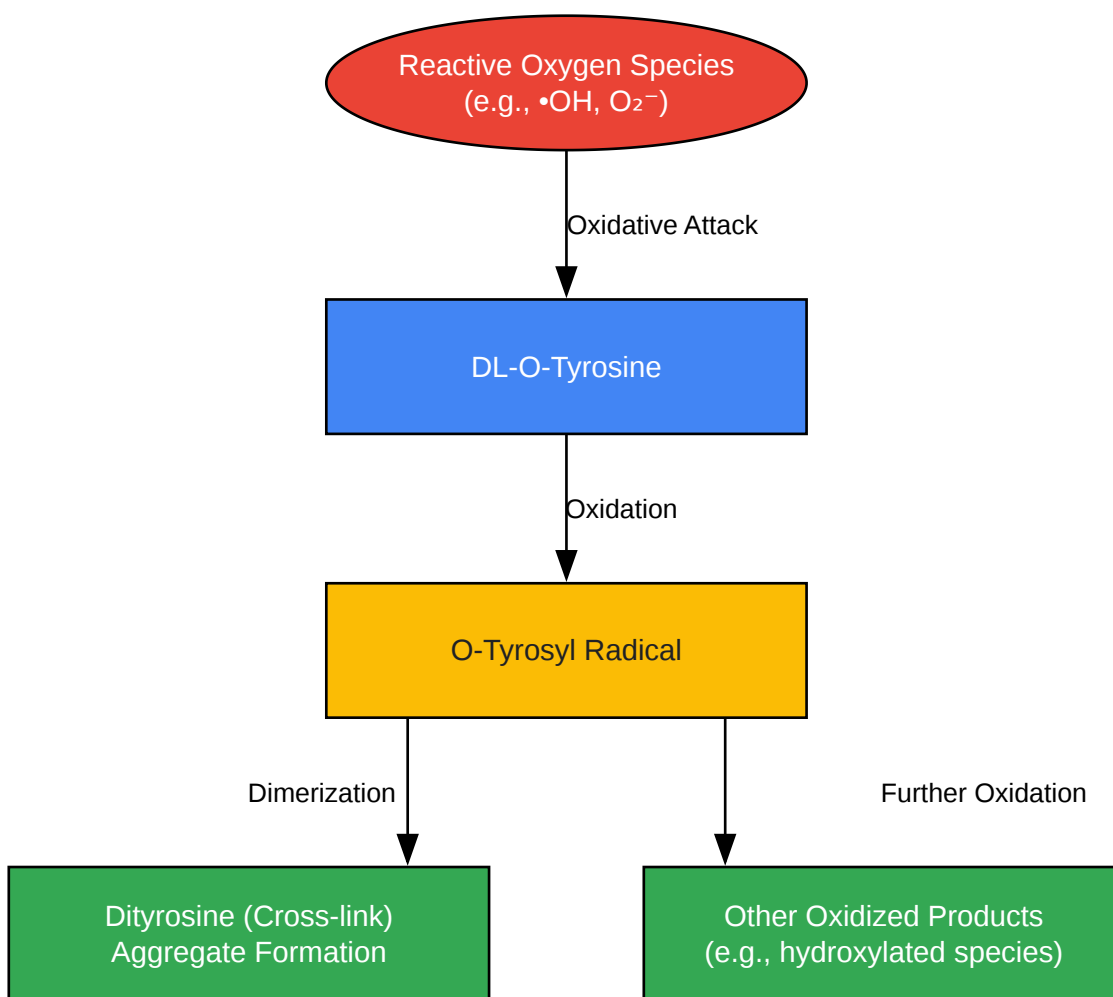 Reactive Oxygen Species
(e.g., •OH, O₂⁻)
Oxidative Attack
DL-O-Tyrosine
Oxidation
O-Tyrosyl Radical
Dimerization
Further Oxidation
Dityrosine (Cross-link)
Aggregate Formation
Other Oxidized Products
(e.g., hydroxylated species)